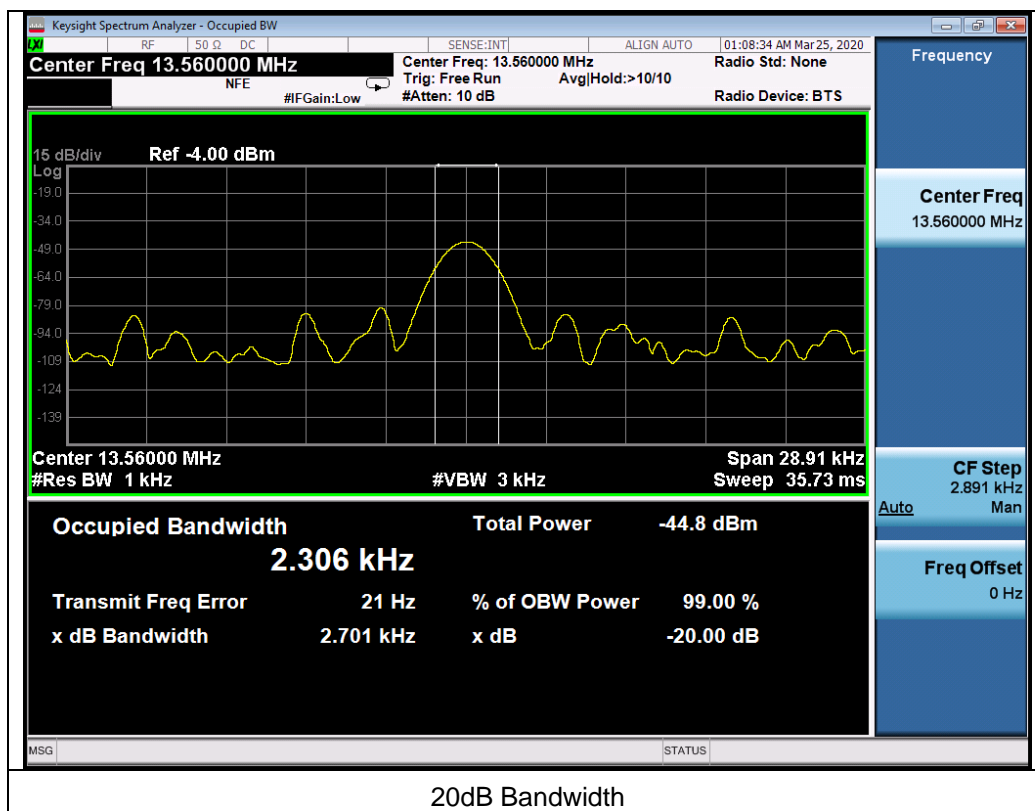 Keysight Spectrum Analyzer - Occupied BW
LXI RF 50 Ω DC SENSE:INT ALIGN AUTO 01:08:34 AM Mar 25, 2020
Center Freq 13.560000 MHz
NFE
#IFGain:Low
Center Freq: 13.560000 MHz
Trig: Free Run Avg|Hold:>10/10
#Atten: 10 dB
Radio Std: None
Radio Device: BTS
15 dB/div Ref -4.00 dBm
Log
-19.0
-34.0
-49.0
-64.0
-79.0
-94.0
-109
-124
-139
Center 13.56000 MHz Span 28.91 kHz
#Res BW 1 kHz #VBW 3 kHz Sweep 35.73 ms
Occupied Bandwidth Total Power -44.8 dBm
2.306 kHz
Transmit Freq Error 21 Hz % of OBW Power 99.00 %
x dB Bandwidth 2.701 kHz x dB -20.00 dB
MSG STATUS
Frequency
Center Freq
13.560000 MHz
CF Step
2.891 kHz
Auto Man
Freq Offset
0 Hz
20dB Bandwidth